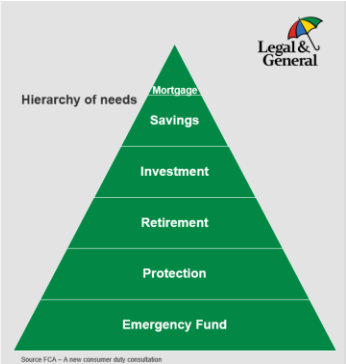 Legal &
General
Hierarchy of needs
Mortgage
Savings
Investment
Retirement
Protection
Emergency Fund
Source FCA – A new consumer duty consultation